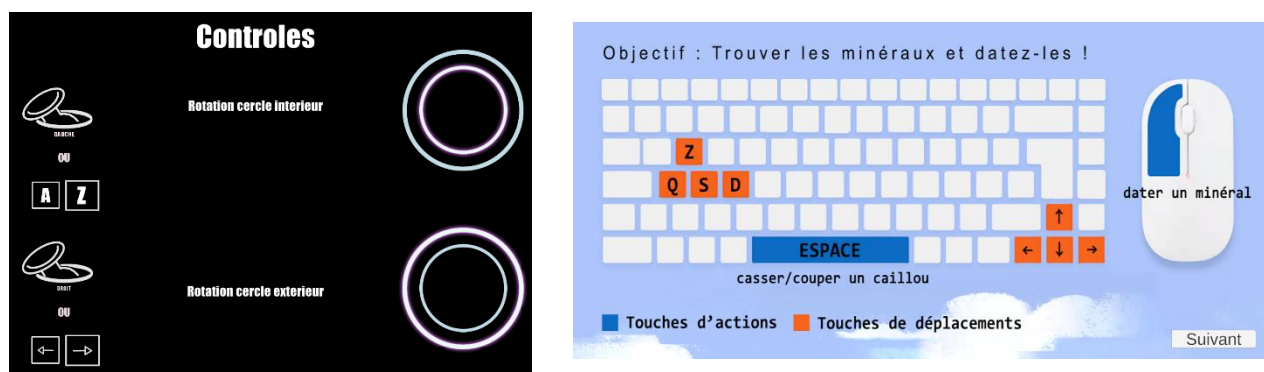 Controles
Rotation cercle interieur
GAUCHE
OU
A Z
Rotation cercle exterieur
DROIT
OU
← →
Objectif : Trouver les minéraux et datez-les !
Z
Q S D
dater un minéral
↑
ESPACE
← ↓ →
casser/couper un caillou
Touches d'actions
Touches de déplacements
Suivant